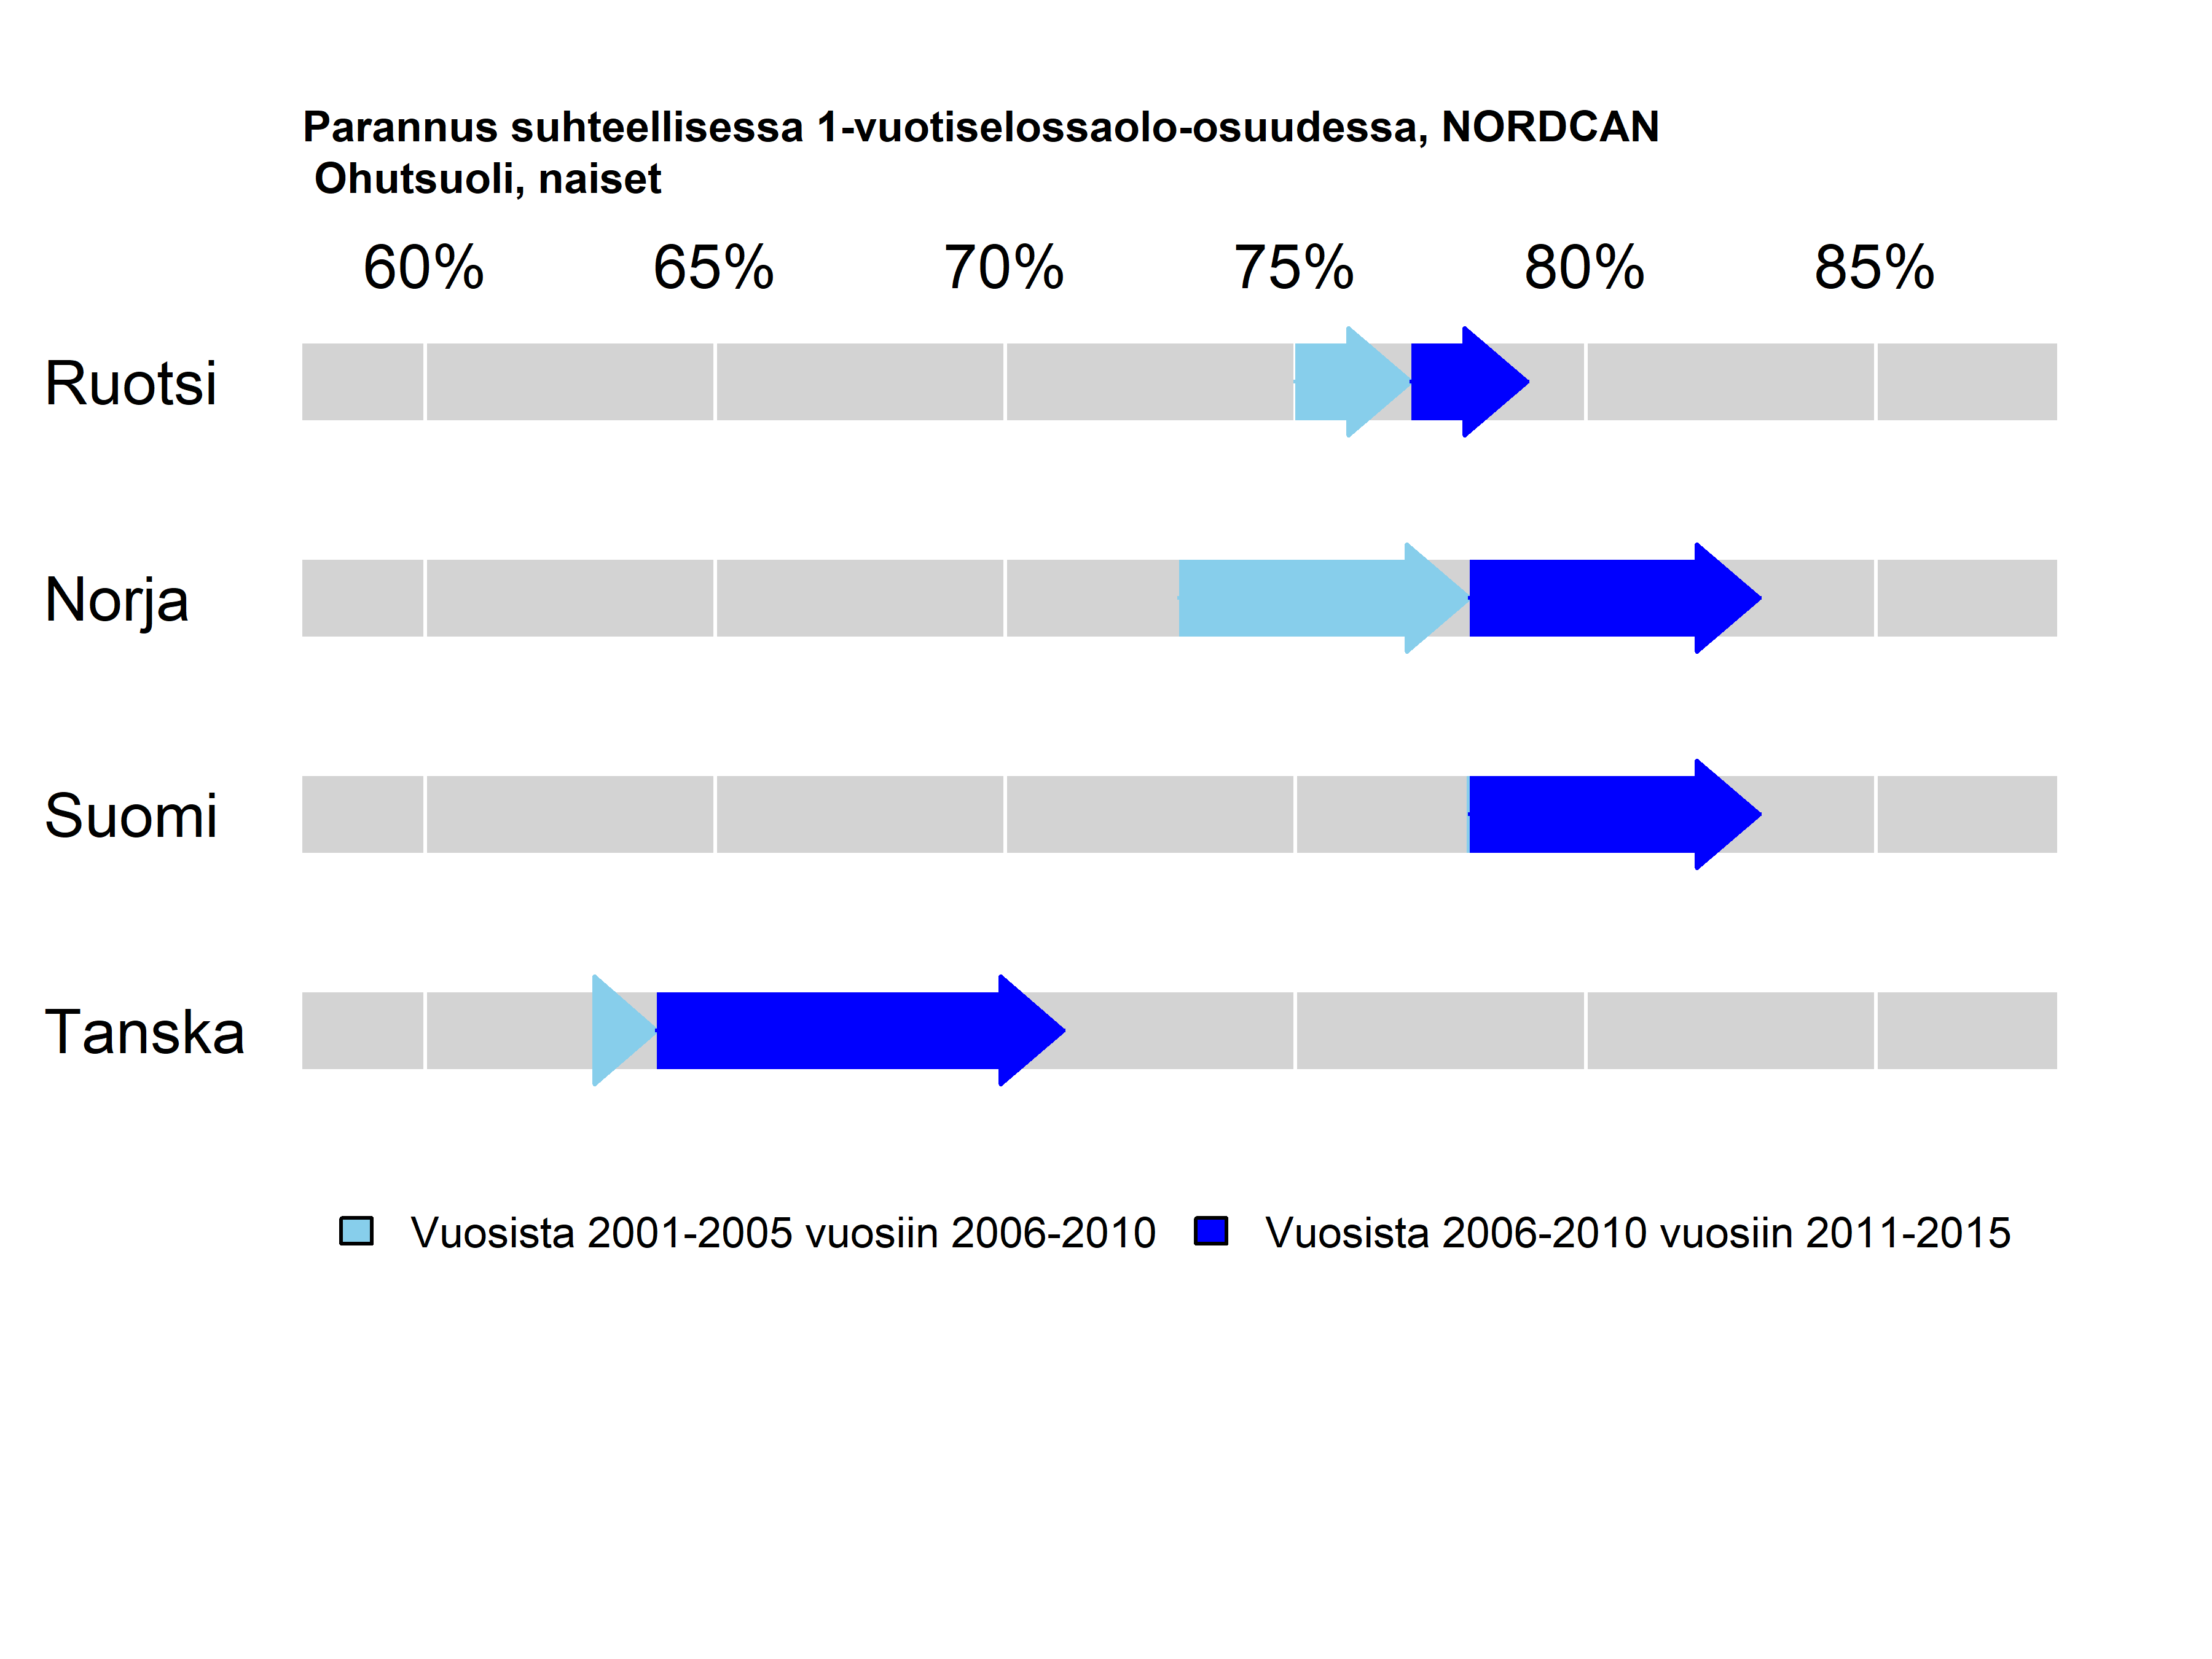 Parannus suhteellisessa 1-vuotiselossaolo-osuudessa, NORDCAN
Ohutsuoli, naiset
60% 65% 70% 75% 80% 85%
Ruotsi
Norja
Suomi
Tanska
Vuosista 2001-2005 vuosiin 2006-2010 Vuosista 2006-2010 vuosiin 2011-2015